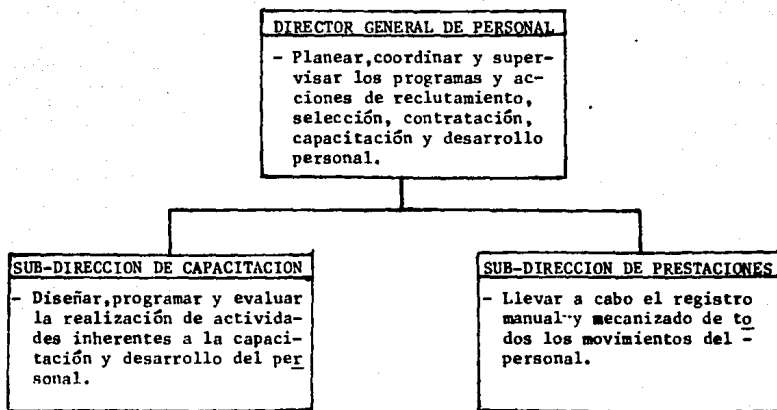 DIRECTOR GENERAL DE PERSONAL
- Planear,coordinar y super-
visar los programas y ac-
ciones de reclutamiento,
selección, contratación,
capacitación y desarrollo
personal.
SUB-DIRECCION DE CAPACITACION
- Diseñar,programar y evaluar
la realización de activida-
des inherentes a la capaci-
tación y desarrollo del per
sonal.
SUB-DIRECCION DE PRESTACIONES
- Llevar a cabo el registro
manual y mecanizado de to
dos los movimientos del -
personal.